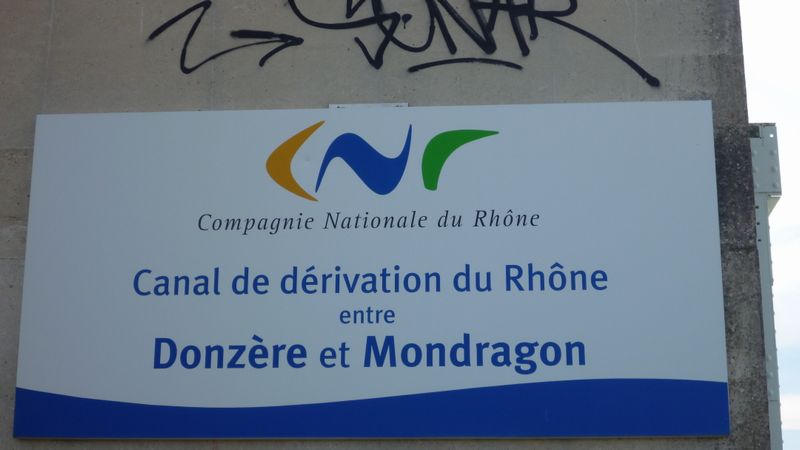 CNR
Compagnie Nationale du Rhône
Canal de dérivation du Rhône
entre
Donzère et Mondragon